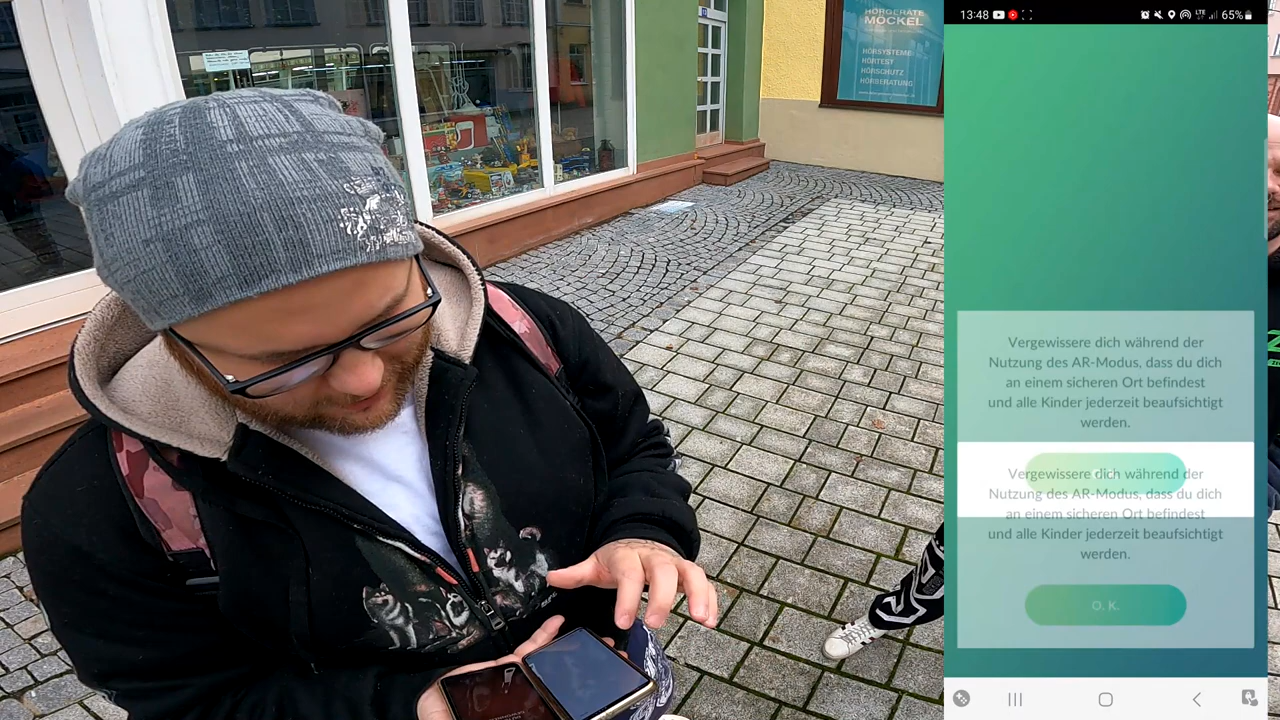 HÖRGERÄTE
MÖCKEL
HÖRSYSTEME
HÖRTEST
HÖRSCHUTZ
HÖRBERATUNG
13:48
LTE
65%
Vergewissere dich während der
Nutzung des AR-Modus, dass du dich
an einem sicheren Ort befindest
und alle Kinder jederzeit beaufsichtigt
werden.
Vergewissere dich während der
Nutzung des AR-Modus, dass du dich
an einem sicheren Ort befindest
und alle Kinder jederzeit beaufsichtigt
werden.
O. K.